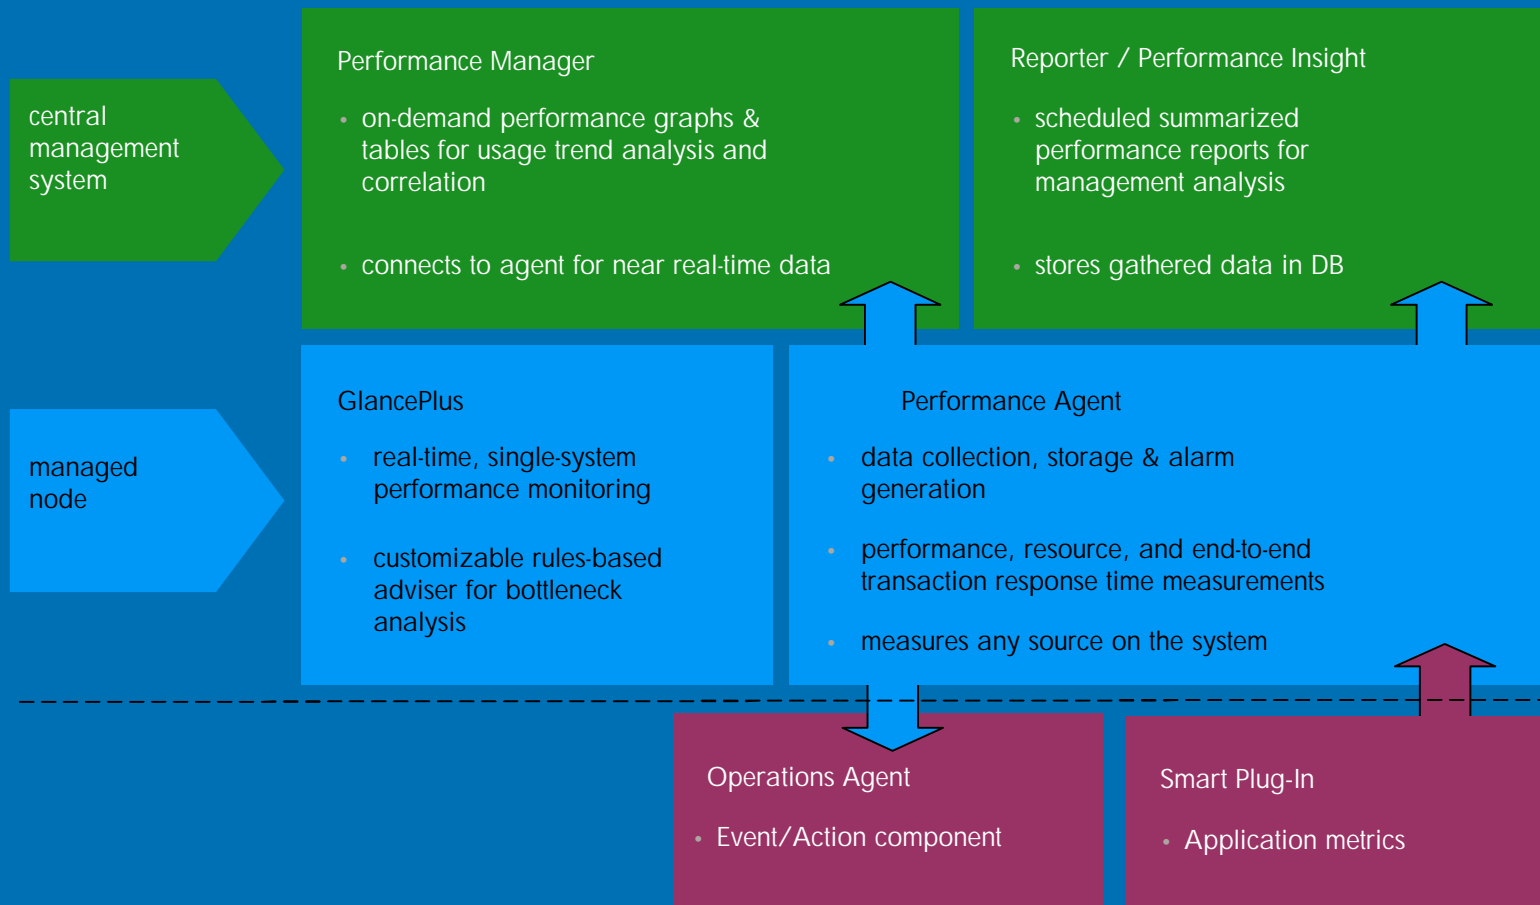 central
management
system
Performance Manager
• on-demand performance graphs &
tables for usage trend analysis and
correlation
• connects to agent for near real-time data
Reporter / Performance Insight
• scheduled summarized
performance reports for
management analysis
• stores gathered data in DB
managed
node
GlancePlus
• real-time, single-system
performance monitoring
• customizable rules-based
adviser for bottleneck
analysis
Performance Agent
• data collection, storage & alarm
generation
• performance, resource, and end-to-end
transaction response time measurements
• measures any source on the system
Operations Agent
• Event/Action component
Smart Plug-In
• Application metrics